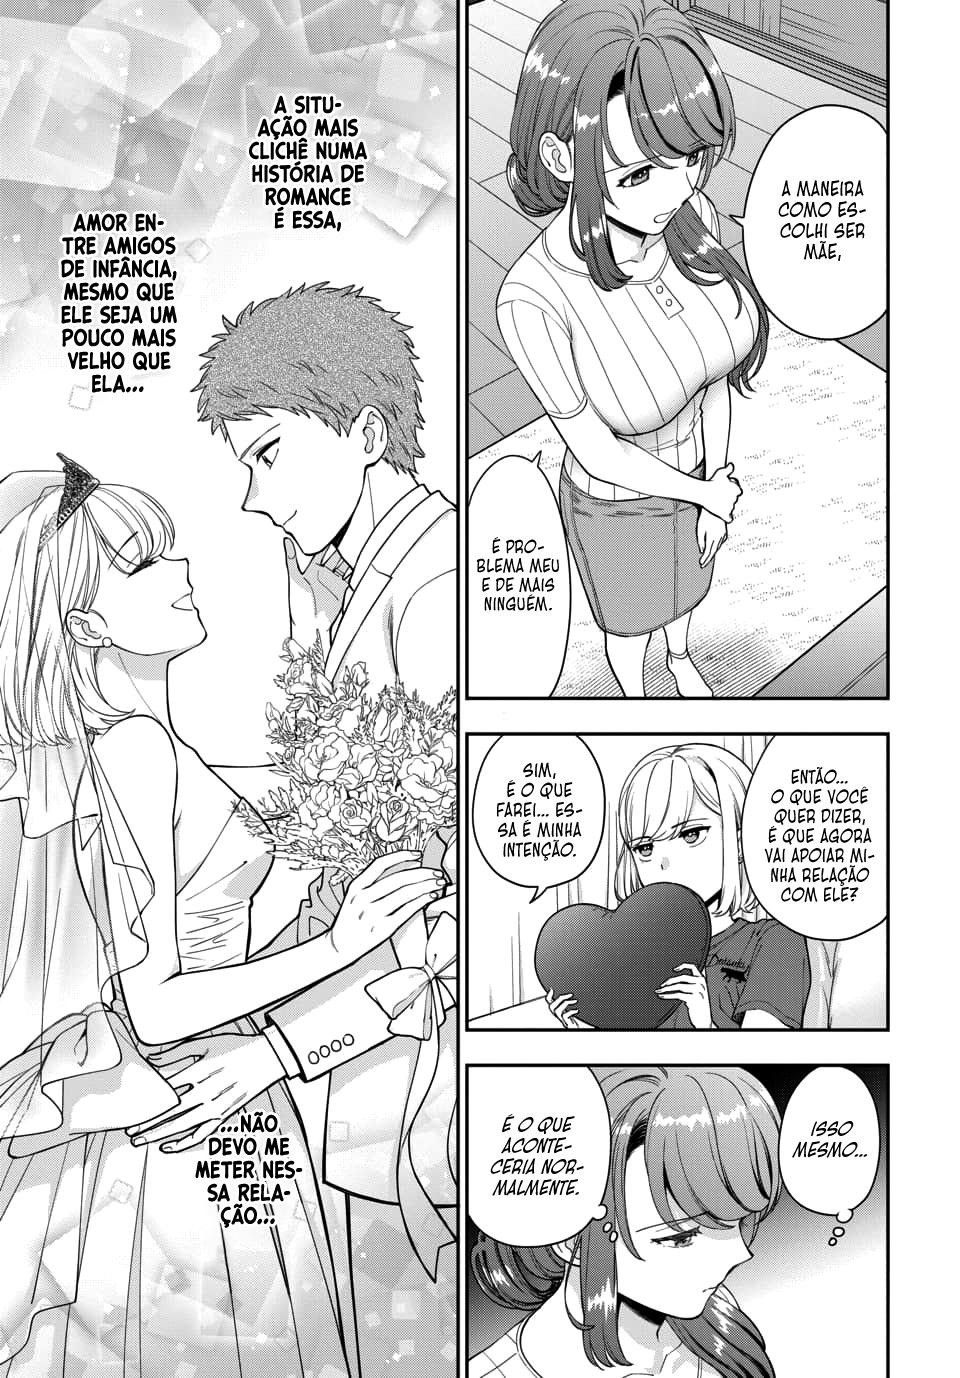 A MANEIRA
COMO ES-
COLHI SER
MÃE,
É PRO-
BLEMA MEU
E DE MAIS
NINGUÉM.
ENTÃO...
O QUE VOCÊ
QUER DIZER,
É QUE AGORA
VAI APOIAR MI-
NHA RELAÇÃO
COM ELE?
SIM,
É O QUE
FAREI... ES-
SA É MINHA
INTENÇÃO.
ISSO
MESMO...
É O QUE
ACONTE-
CERIA NOR-
MALMENTE.
A SITU-
AÇÃO MAIS
CLICHÊ NUMA
HISTÓRIA DE
ROMANCE
É ESSA,
AMOR EN-
TRE AMIGOS
DE INFÂNCIA,
MESMO QUE
ELE SEJA UM
POUCO MAIS
VELHO QUE
ELA...
...NÃO
DEVO ME
METER NES-
SA RELA-
ÇÃO...